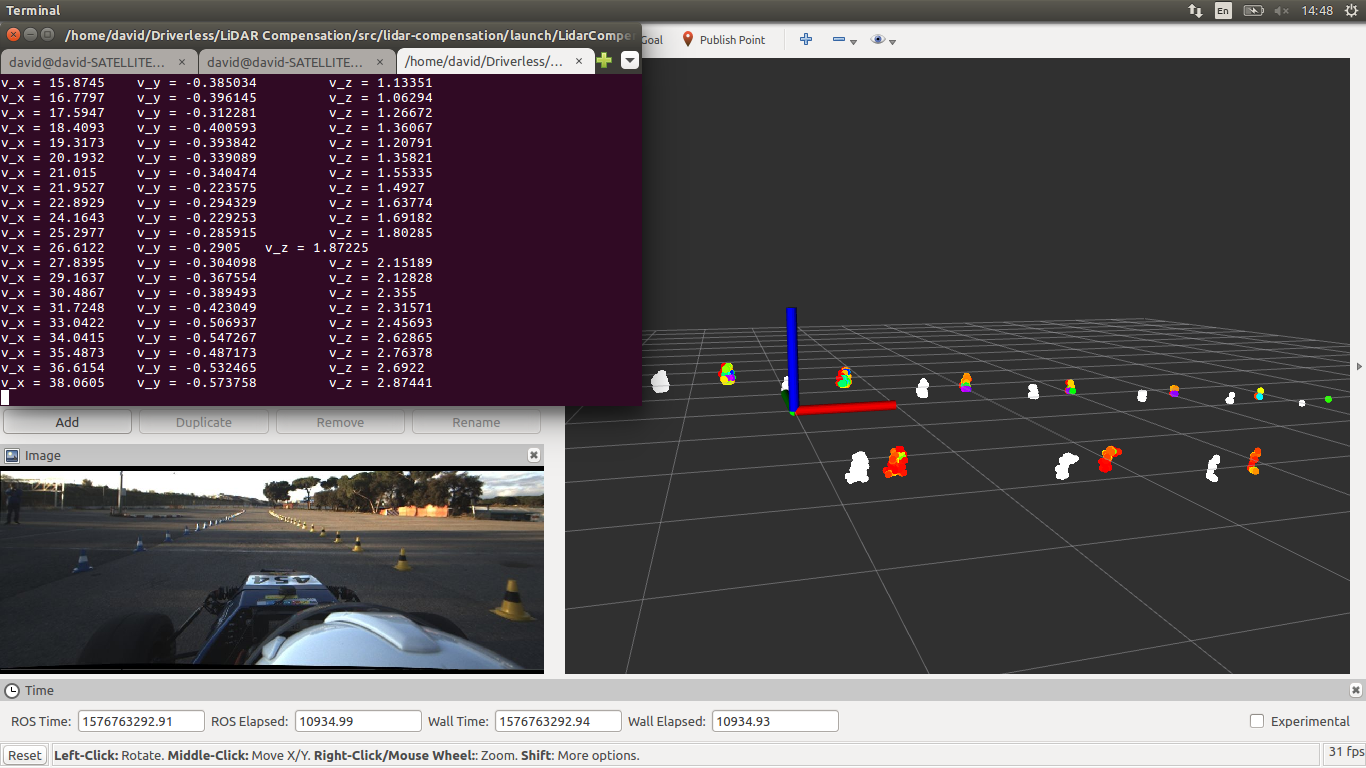 Terminal
En
14:48
/home/david/Driverless/LiDAR Compensation/src/lidar-compensation/launch/LidarComper
Goal
Publish Point
david@david-SATELLITE… ×
david@david-SATELLITE… ×
/home/david/Driverless/… ×
v_x = 15.8745 v_y = -0.385034 v_z = 1.13351
v_x = 16.7797 v_y = -0.396145 v_z = 1.06294
v_x = 17.5947 v_y = -0.312281 v_z = 1.26672
v_x = 18.4093 v_y = -0.400593 v_z = 1.36067
v_x = 19.3173 v_y = -0.393842 v_z = 1.20791
v_x = 20.1932 v_y = -0.339089 v_z = 1.35821
v_x = 21.015 v_y = -0.340474 v_z = 1.55335
v_x = 21.9527 v_y = -0.223575 v_z = 1.4927
v_x = 22.8929 v_y = -0.294329 v_z = 1.63774
v_x = 24.1643 v_y = -0.229253 v_z = 1.69182
v_x = 25.2977 v_y = -0.285915 v_z = 1.80285
v_x = 26.6122 v_y = -0.2905 v_z = 1.87225
v_x = 27.8395 v_y = -0.304098 v_z = 2.15189
v_x = 29.1637 v_y = -0.367554 v_z = 2.12828
v_x = 30.4867 v_y = -0.389493 v_z = 2.355
v_x = 31.7248 v_y = -0.423049 v_z = 2.31571
v_x = 33.0422 v_y = -0.506937 v_z = 2.45693
v_x = 34.0415 v_y = -0.547267 v_z = 2.62865
v_x = 35.4873 v_y = -0.487173 v_z = 2.76378
v_x = 36.6154 v_y = -0.532465 v_z = 2.6922
v_x = 38.0605 v_y = -0.573758 v_z = 2.87441
Add Duplicate Remove Rename
Image
A54
Time
ROS Time: 1576763292.91 ROS Elapsed: 10934.99 Wall Time: 1576763292.94 Wall Elapsed: 10934.93 Experimental
Reset Left-Click: Rotate. Middle-Click: Move X/Y. Right-Click/Mouse Wheel:: Zoom. Shift: More options. 31 fps